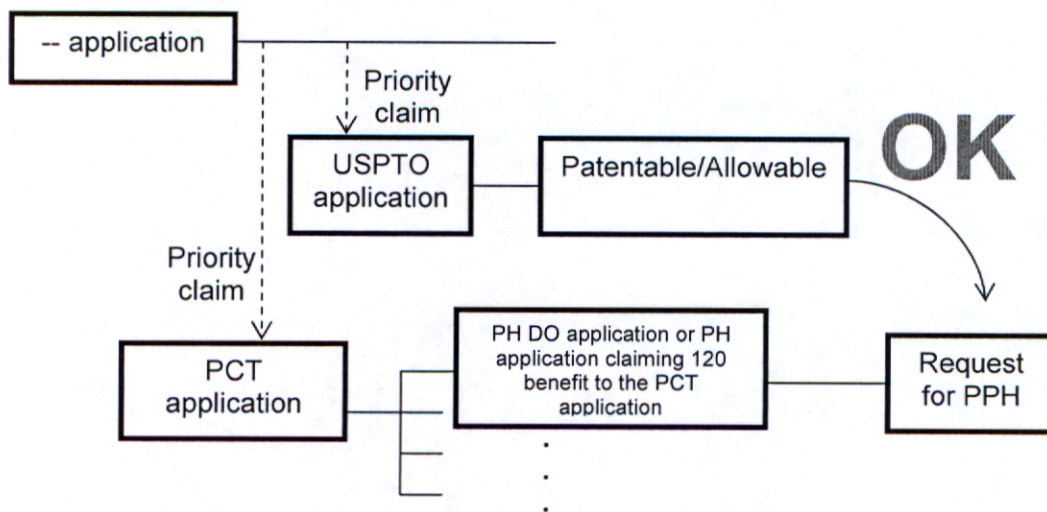 -- application
Priority
claim
USPTO
application
Patentable/Allowable
OK
Priority
claim
PCT
application
PH DO application or PH
application claiming 120
benefit to the PCT
application
Request
for PPH